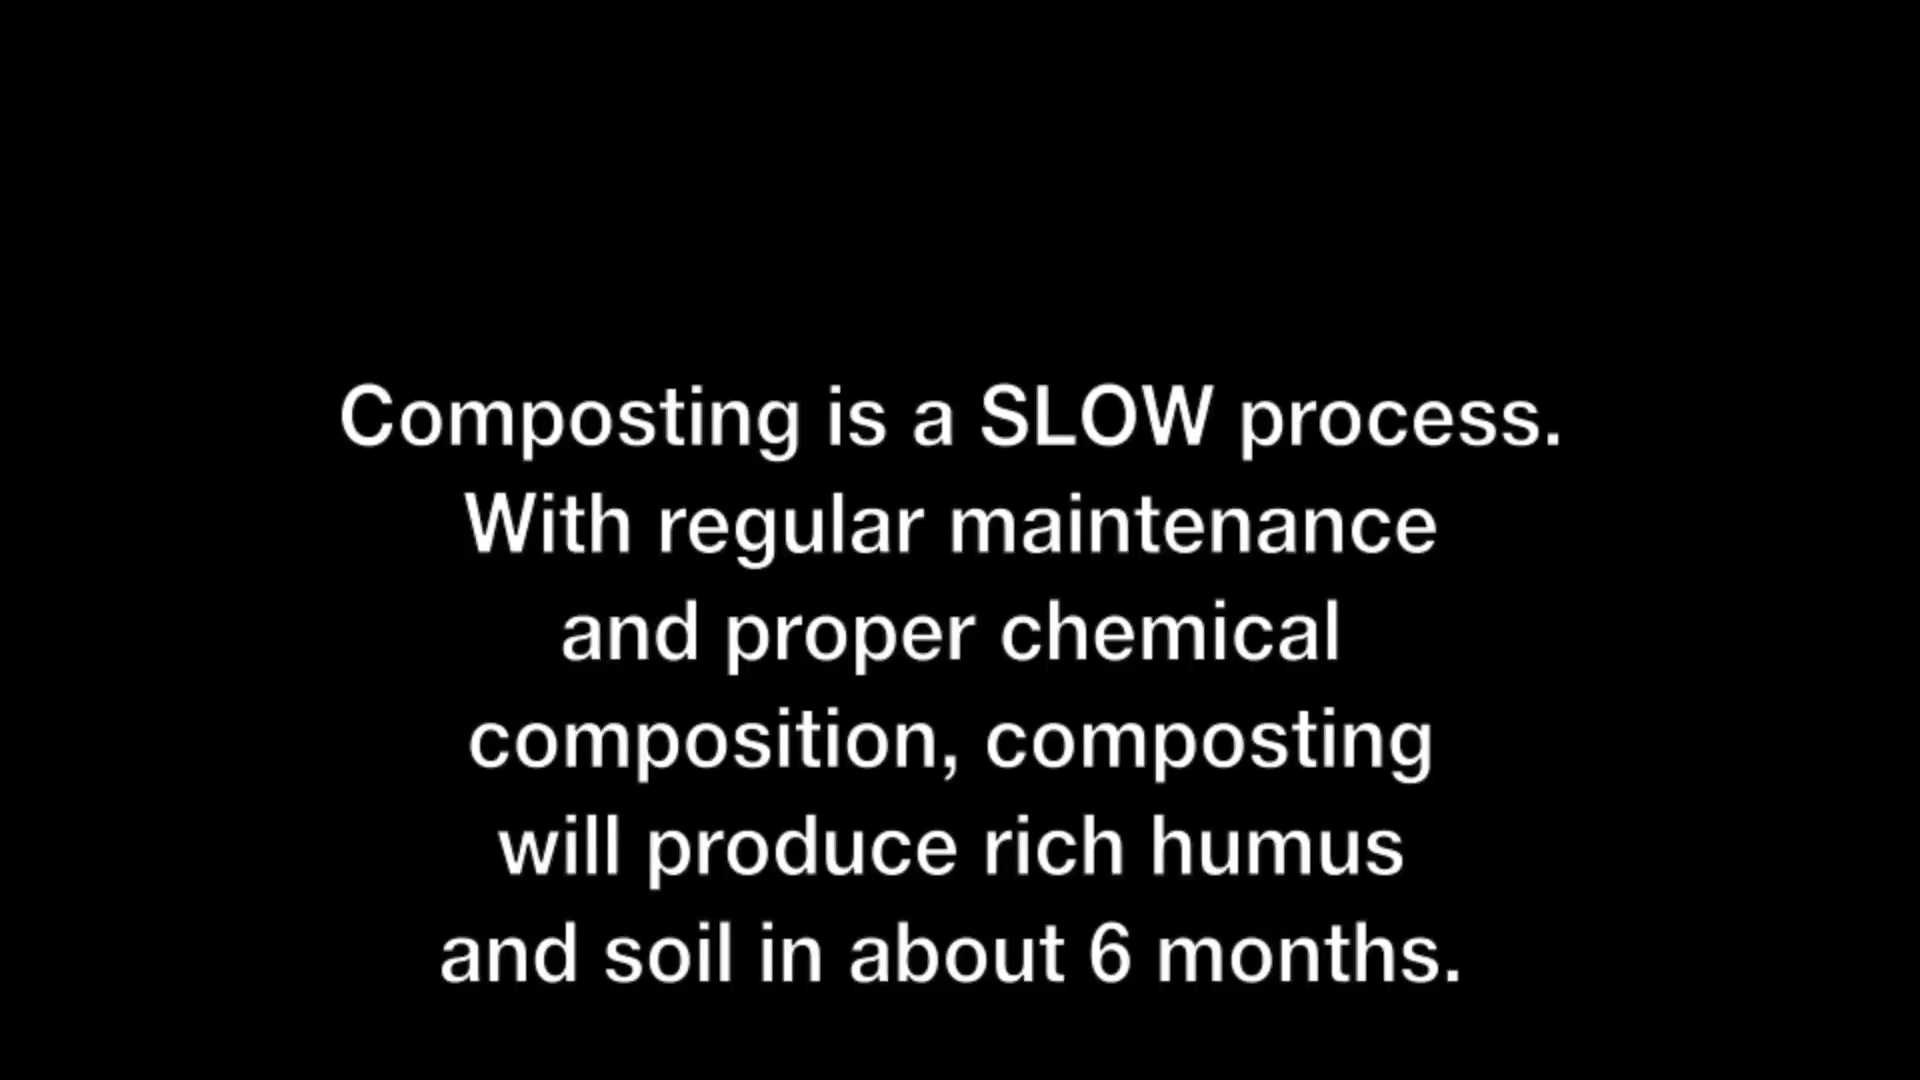 Composting is a SLOW process.
With regular maintenance
and proper chemical
composition, composting
will produce rich humus
and soil in about 6 months.